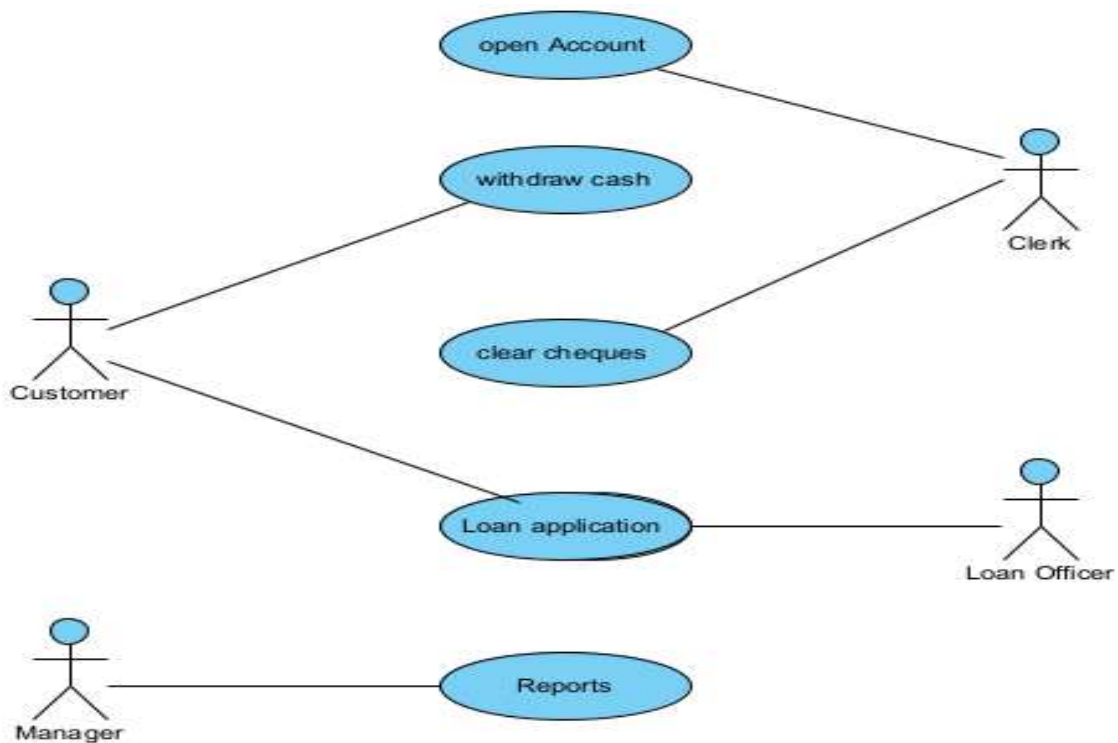 open Account
withdraw cash
Clerk
clear cheques
Customer
Loan application
Loan Officer
Reports
Manager